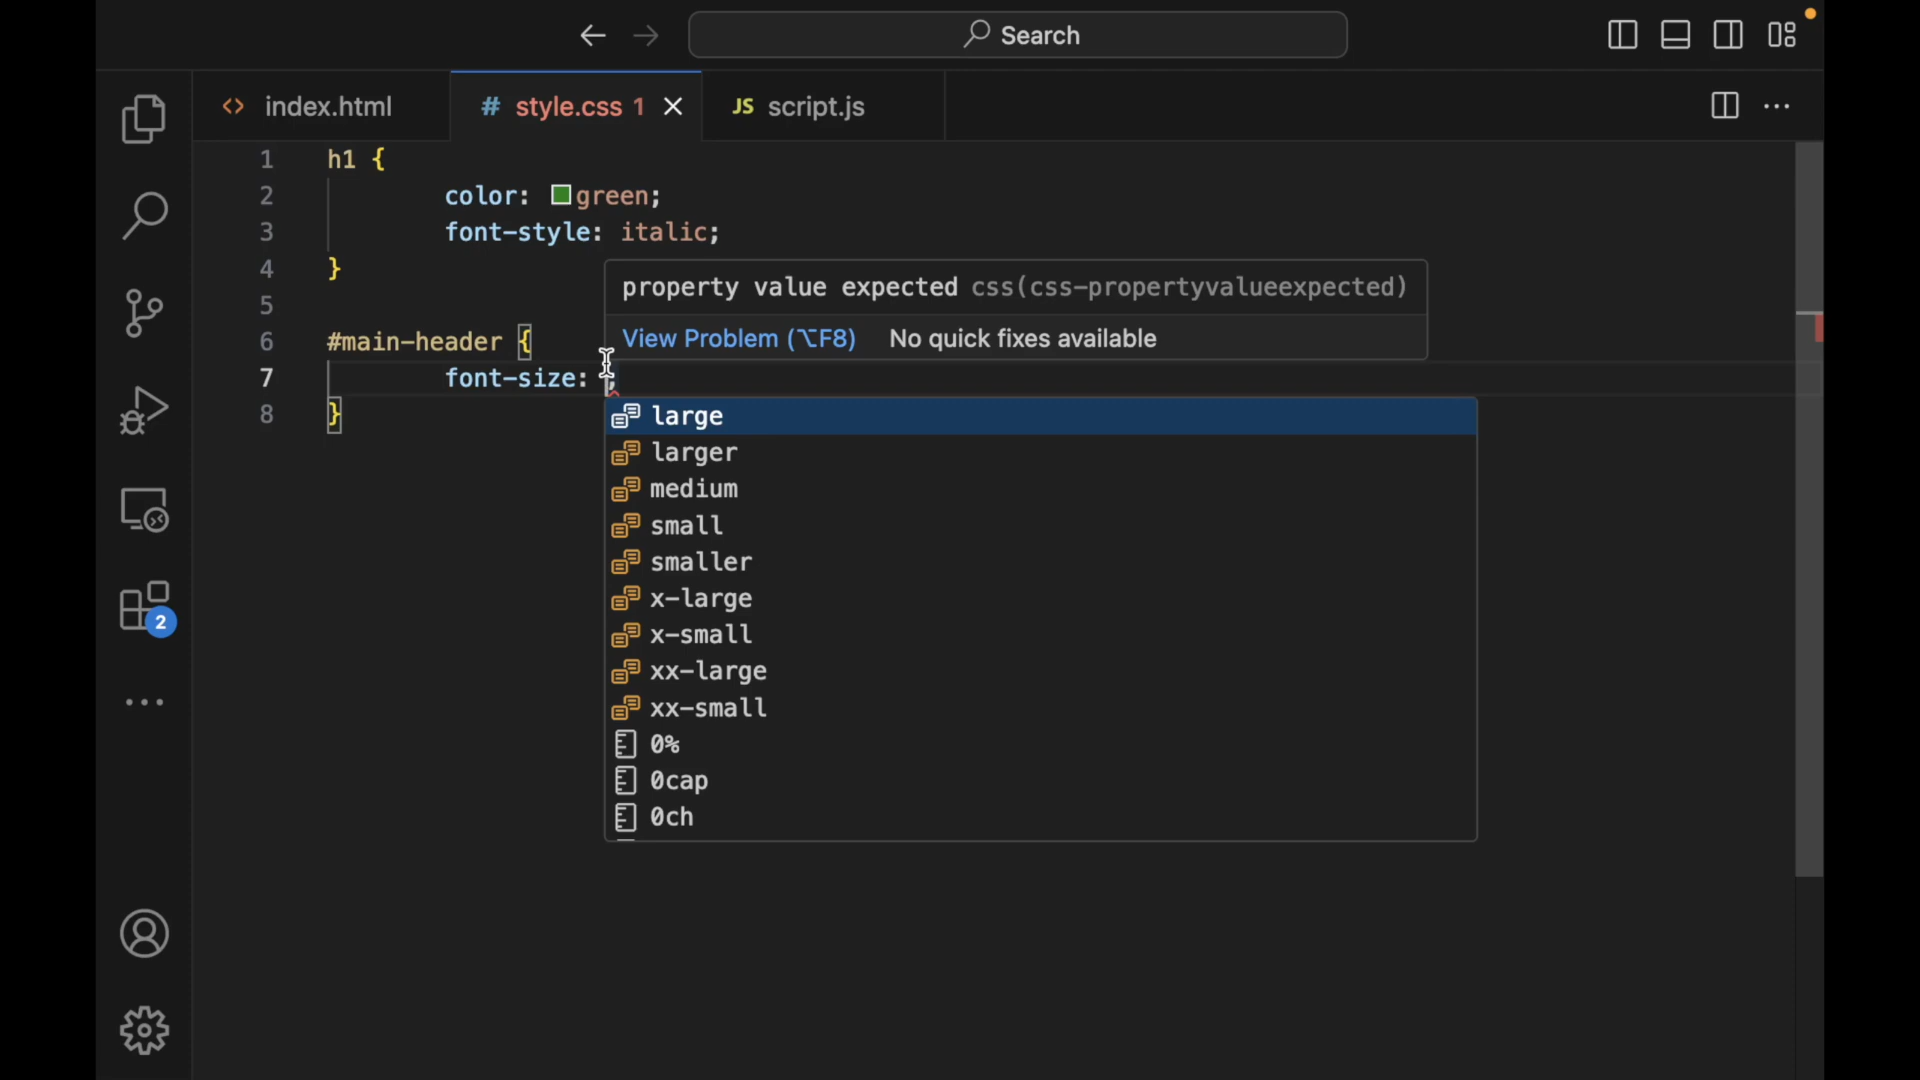 Search
index.html
# style.css 1
JS script.js
1 h1 {
2 color: green;
3 font-style: italic;
4 }
5
6 #main-header {
7 font-size: ;
8 }
property value expected css(css-propertyvalueexpected)
View Problem (⌥F8) No quick fixes available
large
larger
medium
small
smaller
x-large
x-small
xx-large
xx-small
0%
0cap
0ch
2